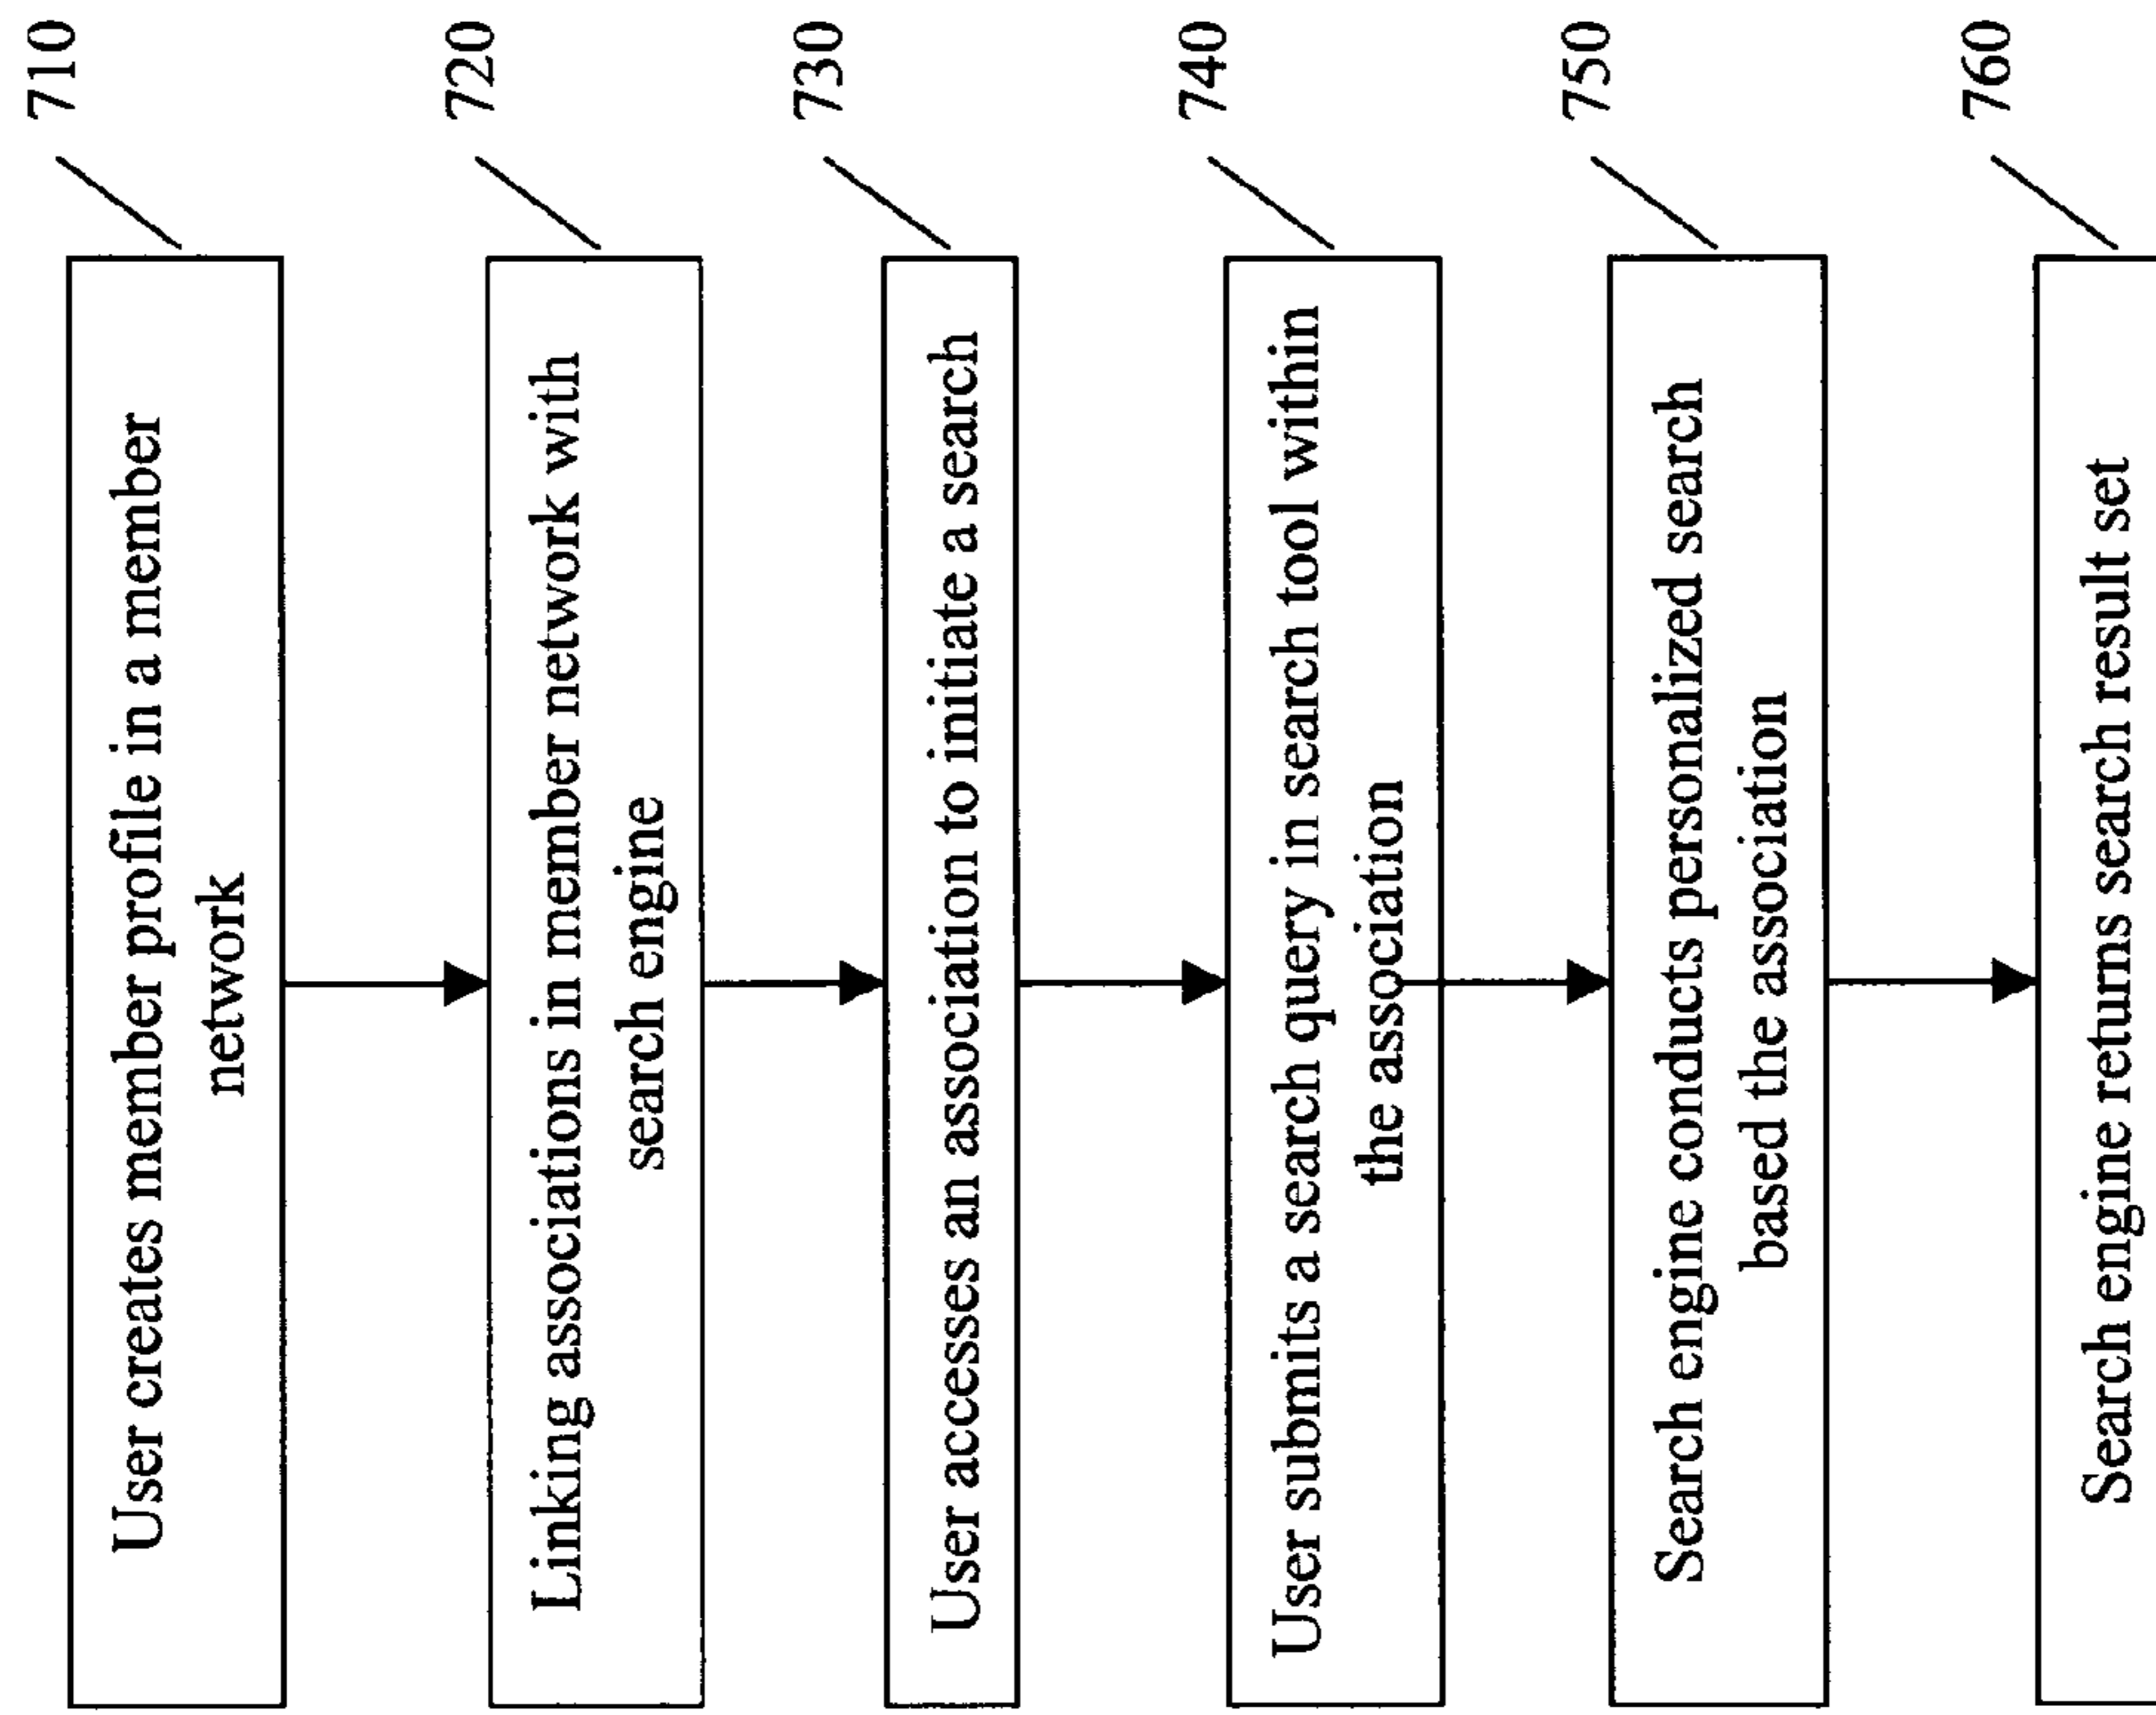 710
User creates member profile in a member
network
720
Linking associations in member network with
search engine
730
User accesses an association to initiate a search
740
User submits a search query in search tool within
the association
750
Search engine conducts personalized search
based the association
760
Search engine returns search result set